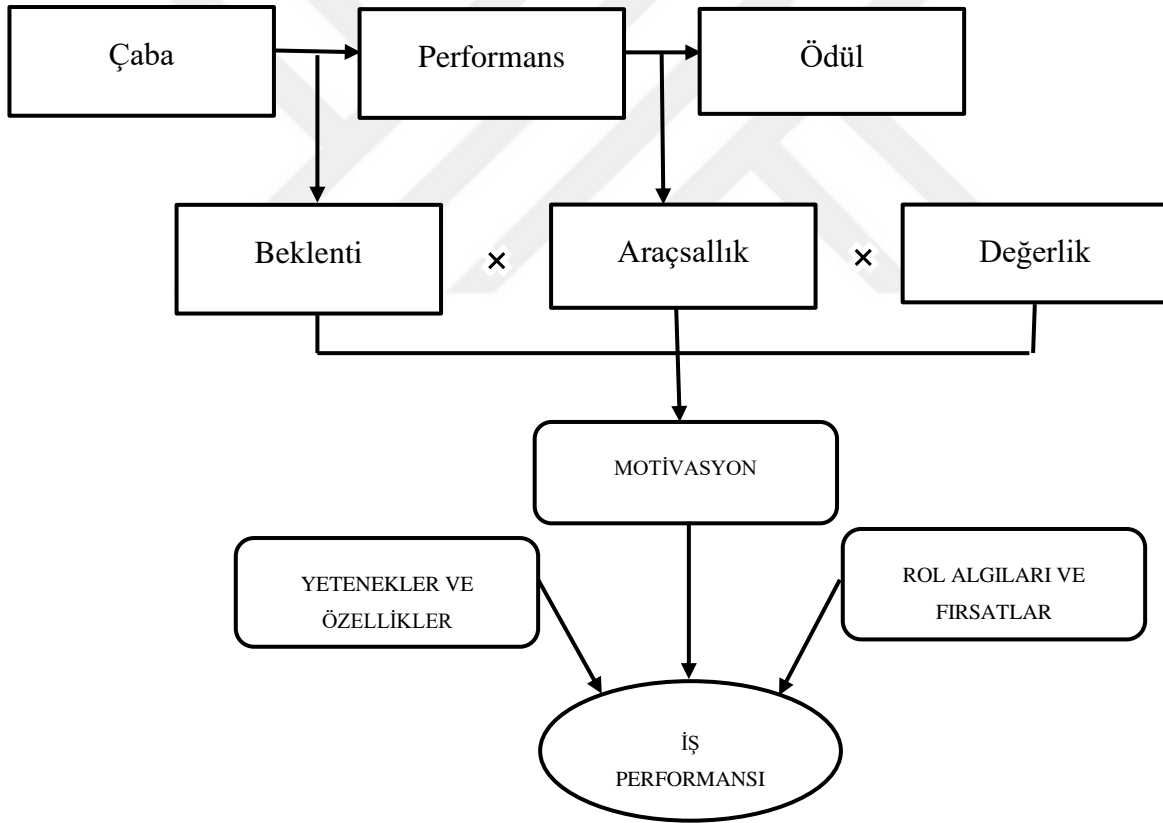 Çaba
Performans
Ödül
Beklenti
×
Araçsallık
×
Değerlik
MOTİVASYON
YETENEKLER VE
ÖZELLİKLER
ROL ALGILARI VE
FIRSATLAR
İŞ
PERFORMANSI